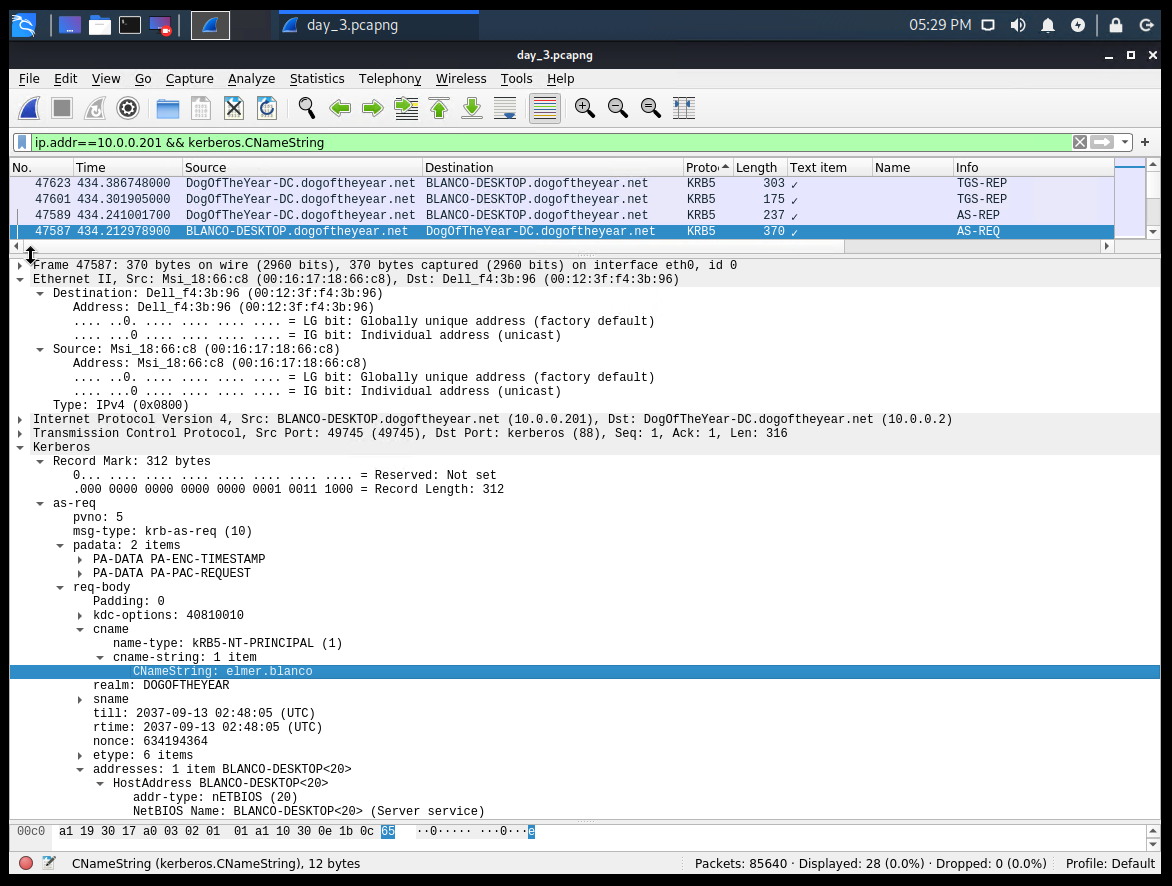 day_3.pcapng
05:29 PM
day_3.pcapng
File Edit View Go Capture Analyze Statistics Telephony Wireless Tools Help
ip.addr==10.0.0.201 && kerberos.CNameString
No. Time Source Destination Proto Length Text item Name Info
47623 434.386748000 DogOfTheYear-DC.dogoftheyear.net BLANCO-DESKTOP.dogoftheyear.net KRB5 303 ✓ TGS-REP
47601 434.301905000 DogOfTheYear-DC.dogoftheyear.net BLANCO-DESKTOP.dogoftheyear.net KRB5 175 ✓ TGS-REP
47589 434.241001700 DogOfTheYear-DC.dogoftheyear.net BLANCO-DESKTOP.dogoftheyear.net KRB5 237 ✓ AS-REP
47587 434.212978900 BLANCO-DESKTOP.dogoftheyear.net DogOfTheYear-DC.dogoftheyear.net KRB5 370 ✓ AS-REQ
Frame 47587: 370 bytes on wire (2960 bits), 370 bytes captured (2960 bits) on interface eth0, id 0
Ethernet II, Src: Msi_18:66:c8 (00:16:17:18:66:c8), Dst: Dell_f4:3b:96 (00:12:3f:f4:3b:96)
Destination: Dell_f4:3b:96 (00:12:3f:f4:3b:96)
Address: Dell_f4:3b:96 (00:12:3f:f4:3b:96)
.... ..0. .... .... .... .... = LG bit: Globally unique address (factory default)
.... ...0 .... .... .... .... = IG bit: Individual address (unicast)
Source: Msi_18:66:c8 (00:16:17:18:66:c8)
Address: Msi_18:66:c8 (00:16:17:18:66:c8)
.... ..0. .... .... .... .... = LG bit: Globally unique address (factory default)
.... ...0 .... .... .... .... = IG bit: Individual address (unicast)
Type: IPv4 (0x0800)
Internet Protocol Version 4, Src: BLANCO-DESKTOP.dogoftheyear.net (10.0.0.201), Dst: DogOfTheYear-DC.dogoftheyear.net (10.0.0.2)
Transmission Control Protocol, Src Port: 49745 (49745), Dst Port: kerberos (88), Seq: 1, Ack: 1, Len: 316
Kerberos
Record Mark: 312 bytes
0... .... .... .... .... .... .... .... = Reserved: Not set
.000 0000 0000 0000 0000 0001 0011 1000 = Record Length: 312
as-req
pvno: 5
msg-type: krb-as-req (10)
padata: 2 items
PA-DATA PA-ENC-TIMESTAMP
PA-DATA PA-PAC-REQUEST
req-body
Padding: 0
kdc-options: 40810010
cname
name-type: kRB5-NT-PRINCIPAL (1)
cname-string: 1 item
CNameString: elmer.blanco
realm: DOGOFTHEYEAR
sname
till: 2037-09-13 02:48:05 (UTC)
rtime: 2037-09-13 02:48:05 (UTC)
nonce: 634194364
etype: 6 items
addresses: 1 item BLANCO-DESKTOP<20>
HostAddress BLANCO-DESKTOP<20>
addr-type: nETBIOS (20)
NetBIOS Name: BLANCO-DESKTOP<20> (Server service)
00c0 a1 19 30 17 a0 03 02 01 01 a1 10 30 0e 1b 0c 65 ··0····· ···0···e
CNameString (kerberos.CNameString), 12 bytes
Packets: 85640 · Displayed: 28 (0.0%) · Dropped: 0 (0.0%)
Profile: Default